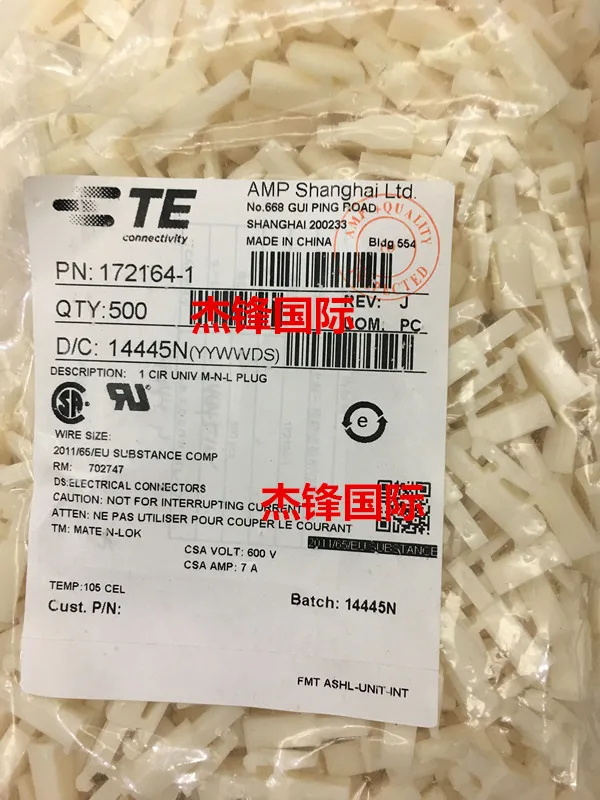 TE
connectivity
AMP Shanghai Ltd.
No.668 GUI PING ROAD
SHANGHAI 200233
MADE IN CHINA Bldg 554
AMP QUALITY
PN: 172164-1
QTY: 500
REV: J
杰锋国际
ROM. PC
D/C: 14445N(YYWWDS)
DESCRIPTION: 1 CIR UNIV M-N-L PLUG
WIRE SIZE:
2011/65/EU SUBSTANCE COMP
RM: 702747
DS:ELECTRICAL CONNECTORS
CAUTION: NOT FOR INTERRUPTING CURRENT
杰锋国际
ATTEN: NE PAS UTILISER POUR COUPER LE COURANT
TM: MATE N-LOK
2011/65/EU SUBSTANCE
CSA VOLT: 600 V
CSA AMP: 7 A
TEMP:105 CEL
Cust. P/N:
Batch: 14445N
FMT ASHL-UNIT-INT